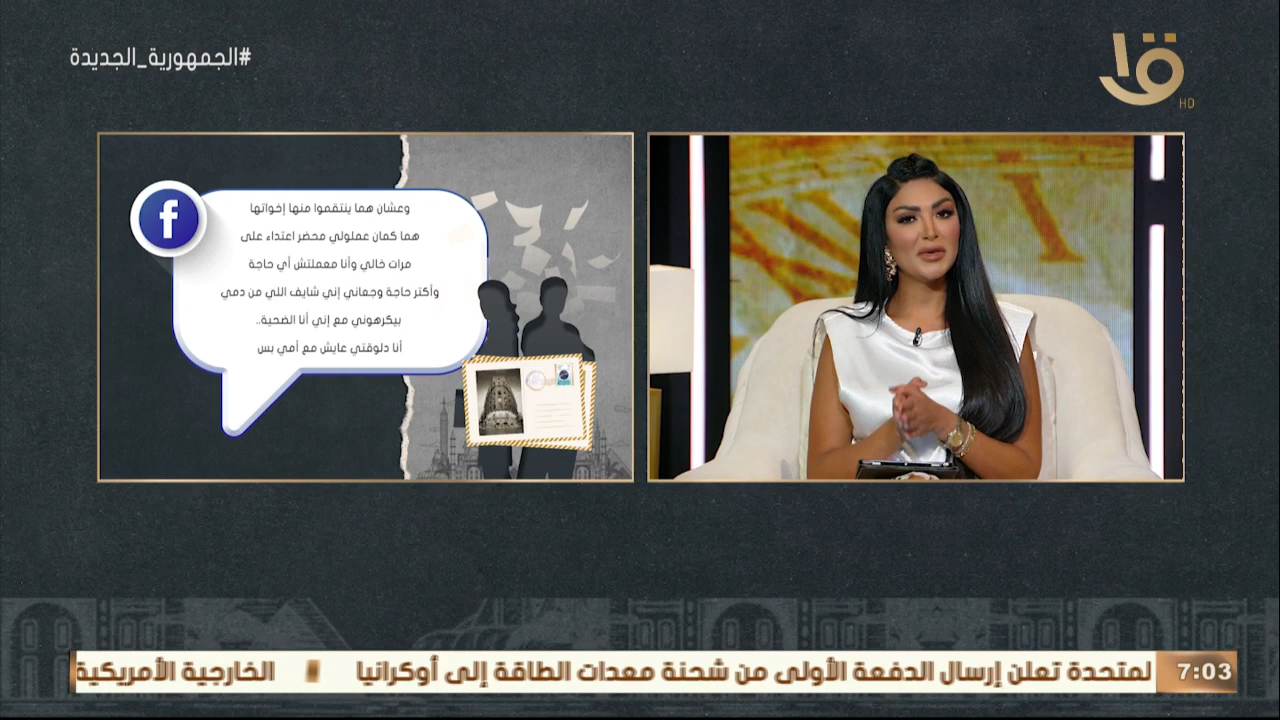 #الجمهورية_الجديدة
HD
f
وعشان هما ينتقموا منها إخواتها
هما كمان عملولي محضر اعتداء على
مرات خالي وأنا معملتش أي حاجة
وأكتر حاجة وجعاني إني شايف اللي من دمي
بيكرهوني مع إني أنا الضحية..
أنا دلوقتي عايش مع أمي بس
7:03
لمتحدة تعلن إرسال الدفعة الأولى من شحنة معدات الطاقة إلى أوكرانيا
الخارجية الأمريكية